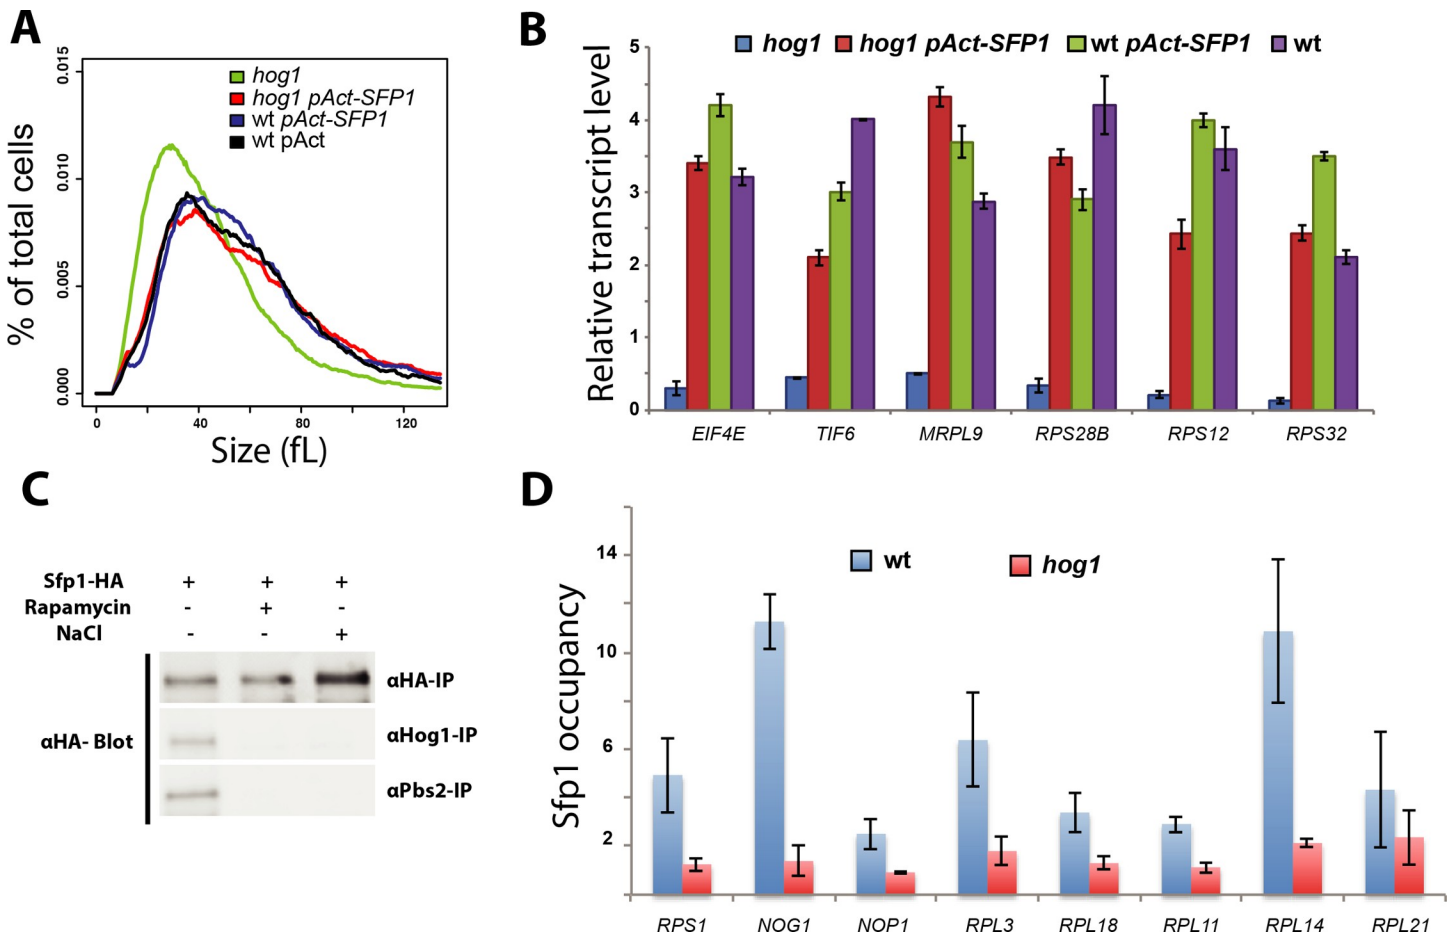 A
% of total cells
0.015
0.010
0.005
0.000
hog1
hog1 pAct-SFP1
wt pAct-SFP1
wt pAct
0 40 80 120
Size (fL)
B
hog1 hog1 pAct-SFP1 wt pAct-SFP1 wt
Relative transcript level
5
4
3
2
1
0
EIF4E TIF6 MRPL9 RPS28B RPS12 RPS32
C
Sfp1-HA + + +
Rapamycin - + -
NaCl - - +
αHA- Blot
αHA-IP
αHog1-IP
αPbs2-IP
D
wt hog1
Sfp1 occupancy
14
10
6
2
RPS1 NOG1 NOP1 RPL3 RPL18 RPL11 RPL14 RPL21